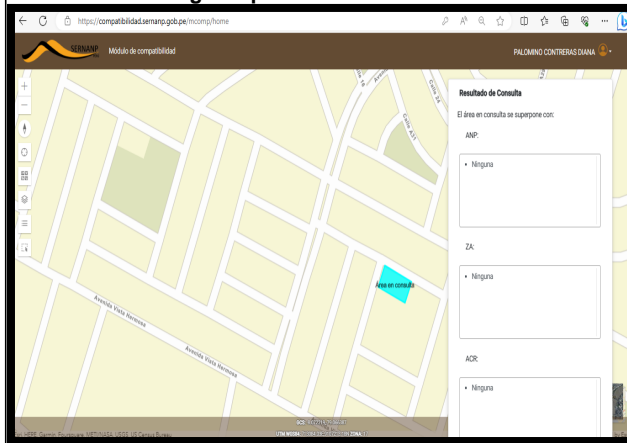 https://compatibilidad.sernanp.gob.pe/mcomp/home
SERNANP
Módulo de compatibilidad
PALOMINO CONTRERAS DIANA
Resultado de Consulta
El área en consulta se superpone con:
ANP:
• Ninguna
ZA:
• Ninguna
ACR:
• Ninguna
Calle A31
Área en consulta
Avenida Vista Hermosa
Avenida Vista Hermosa